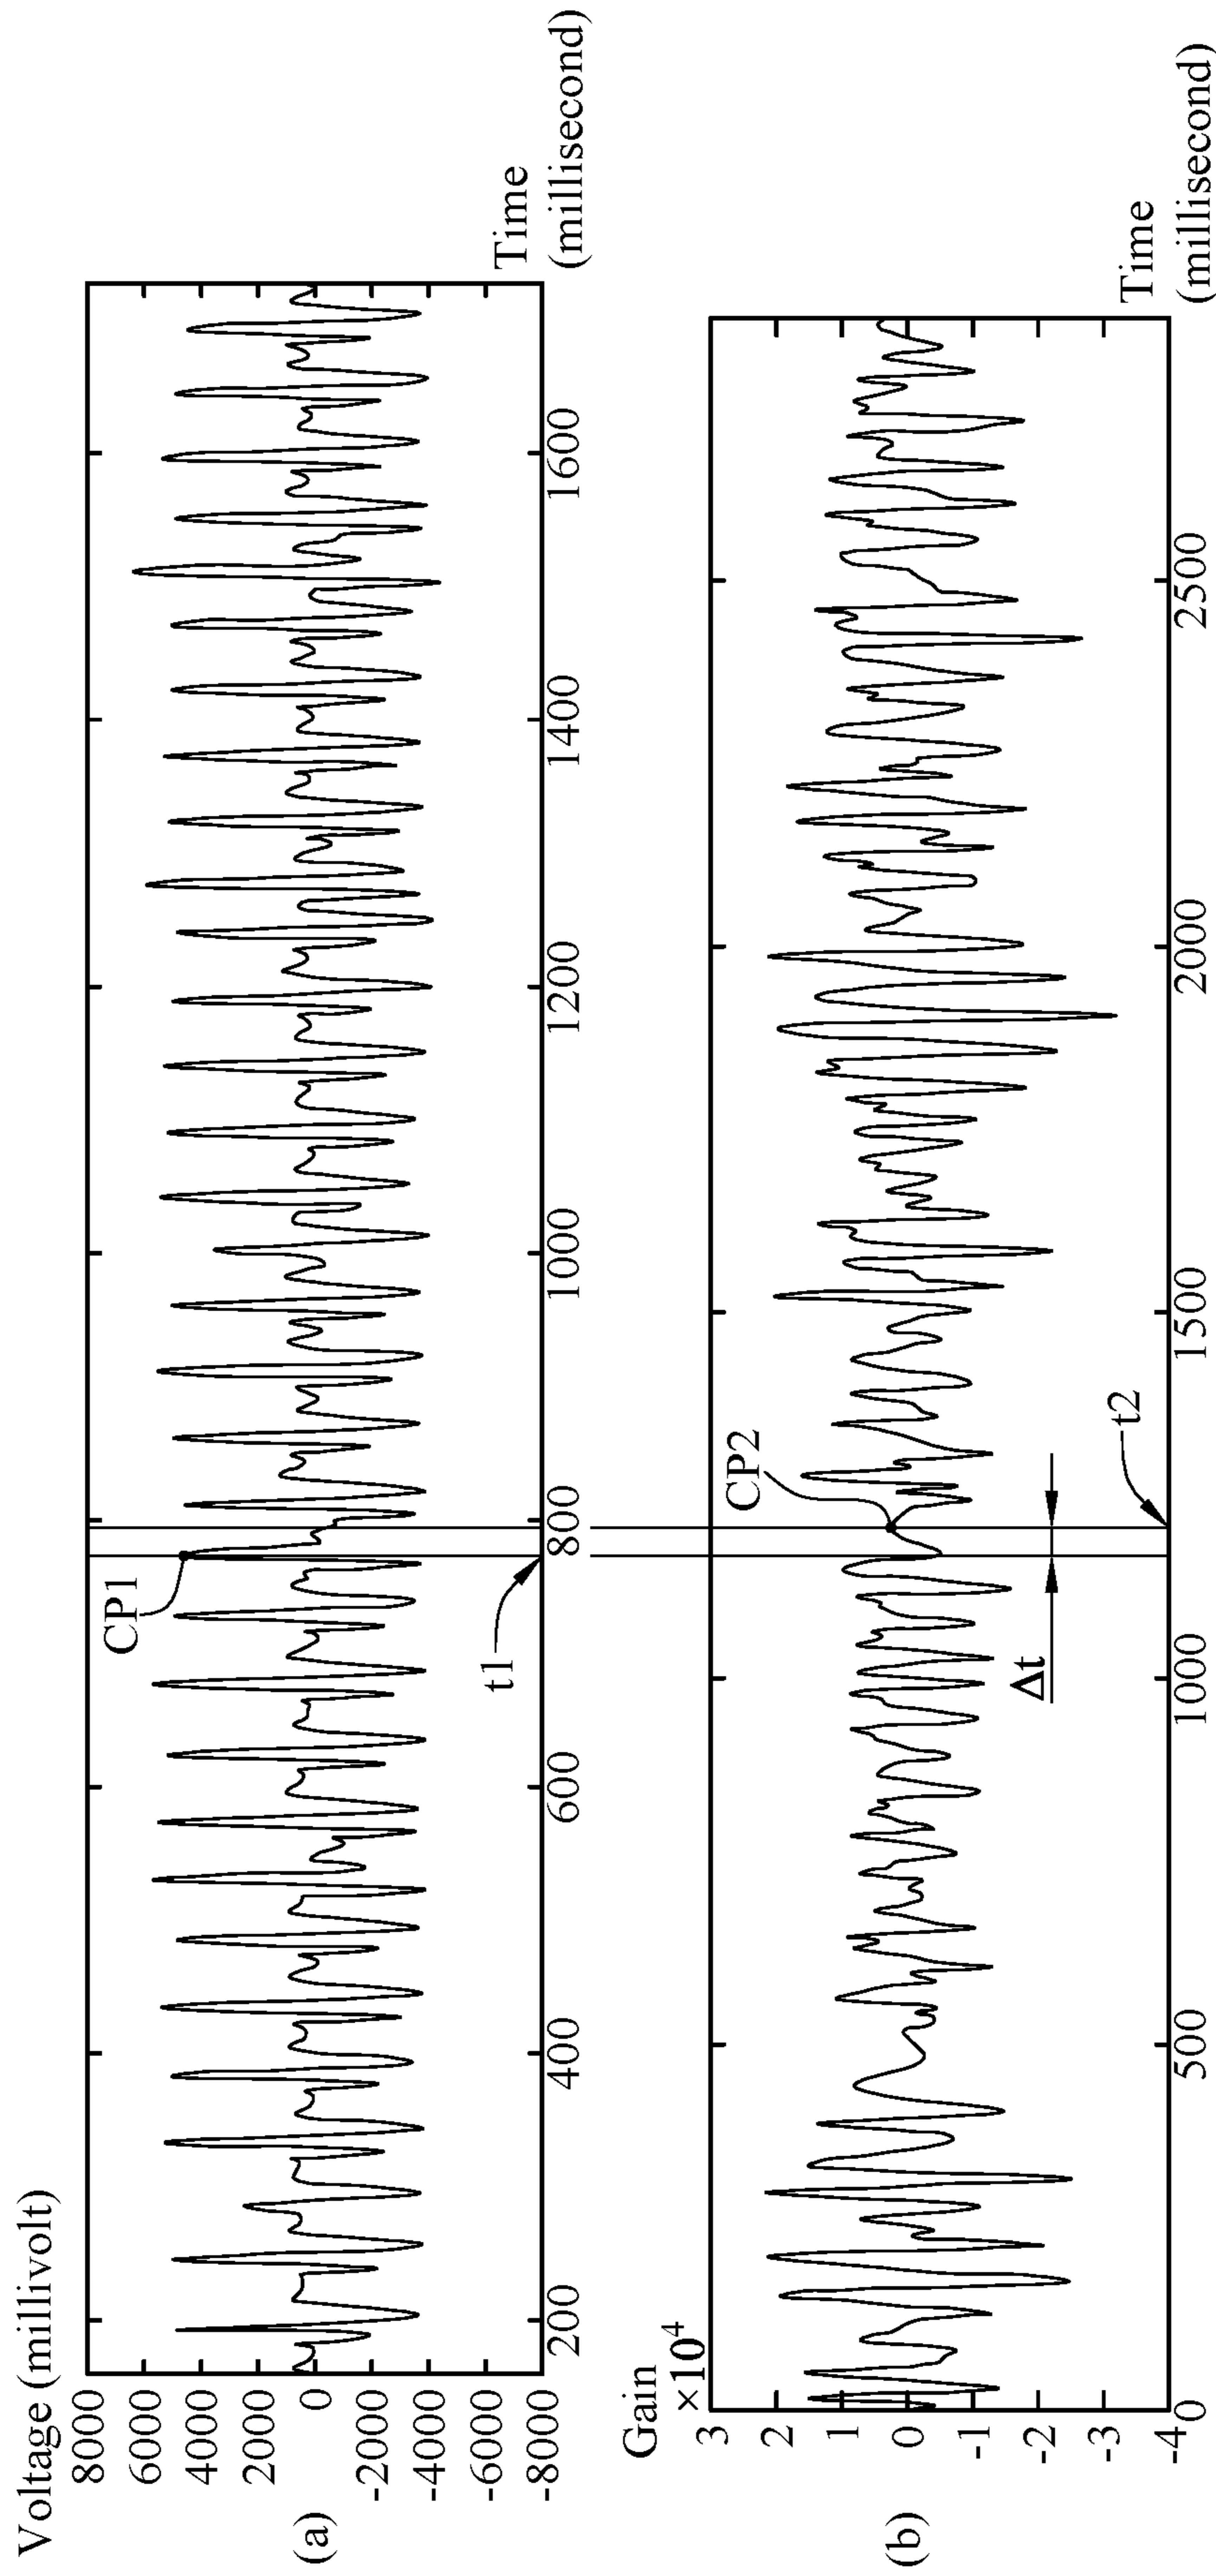 Voltage (millivolt)
8000
6000
4000
2000
0
-2000
-4000
-6000
-8000
(a)
200
400
600
800
1000
1200
1400
1600
Time
(millisecond)
CP1
t1
Gain
×10⁴
3
2
1
0
-1
-2
-3
-4
(b)
0
500
1000
1500
2000
2500
Time
(millisecond)
CP2
t2
Δt